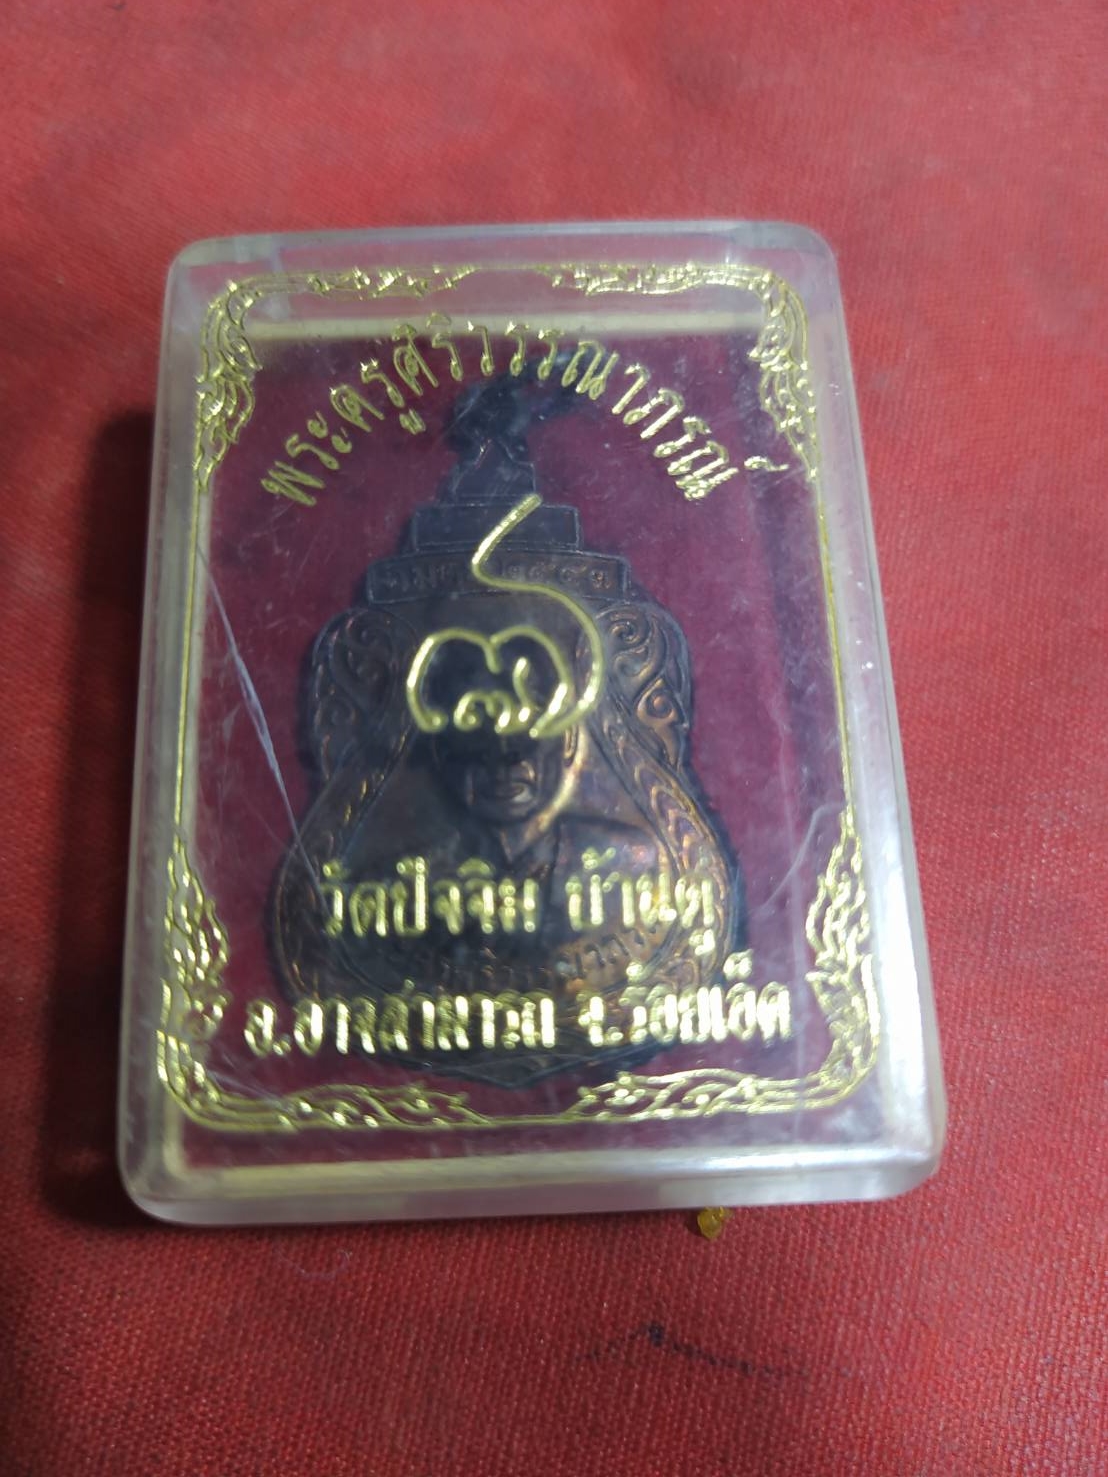 พระครูศิริวรรณาภรณ์
วัดปัจจิม บ้านดู่
อ.อาจสามารถ จ.ร้อยเอ็ด